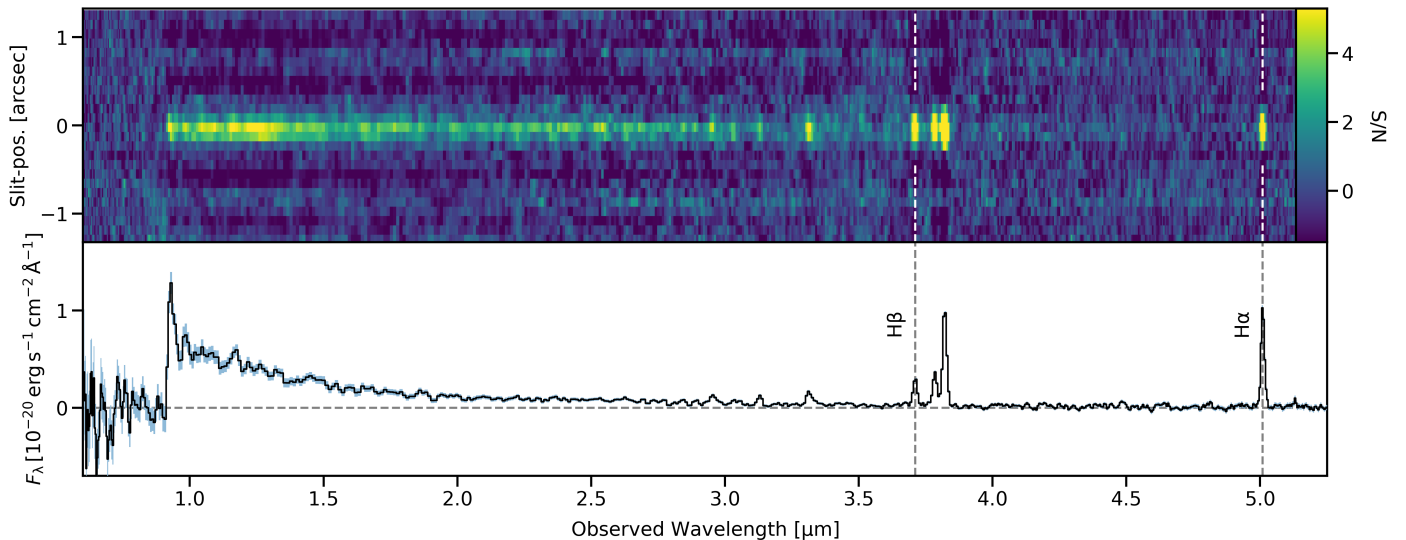 Slit-pos. [arcsec]
1
0
−1
4
2
0
S/N
F_λ [10⁻²⁰ erg s⁻¹ cm⁻² Å⁻¹]
1
0
Hβ
Hα
1.0 1.5 2.0 2.5 3.0 3.5 4.0 4.5 5.0
Observed Wavelength [μm]